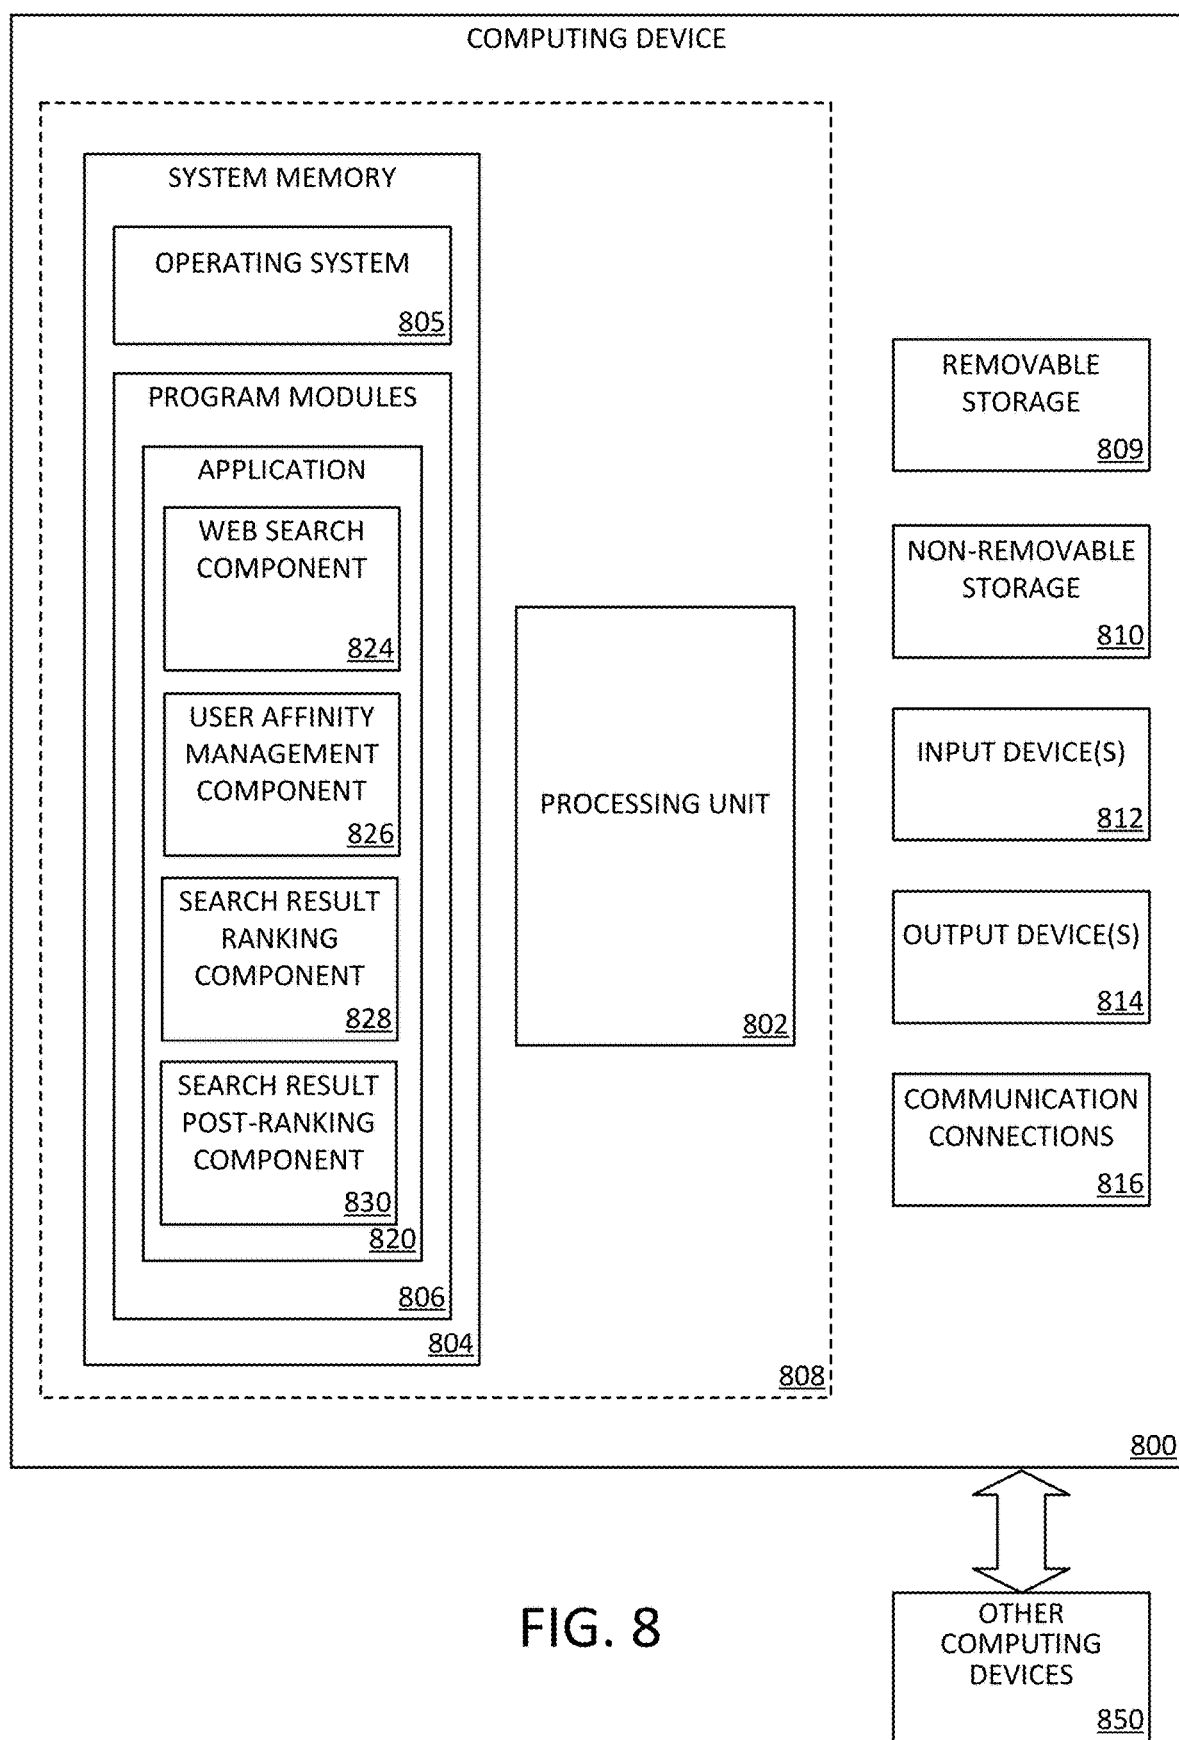 COMPUTING DEVICE
SYSTEM MEMORY
OPERATING SYSTEM
805
PROGRAM MODULES
APPLICATION
WEB SEARCH
COMPONENT
824
USER AFFINITY
MANAGEMENT
COMPONENT
826
SEARCH RESULT
RANKING
COMPONENT
828
SEARCH RESULT
POST-RANKING
COMPONENT
830
820
806
804
PROCESSING UNIT
802
808
REMOVABLE
STORAGE
809
NON-REMOVABLE
STORAGE
810
INPUT DEVICE(S)
812
OUTPUT DEVICE(S)
814
COMMUNICATION
CONNECTIONS
816
800
FIG. 8
OTHER
COMPUTING
DEVICES
850